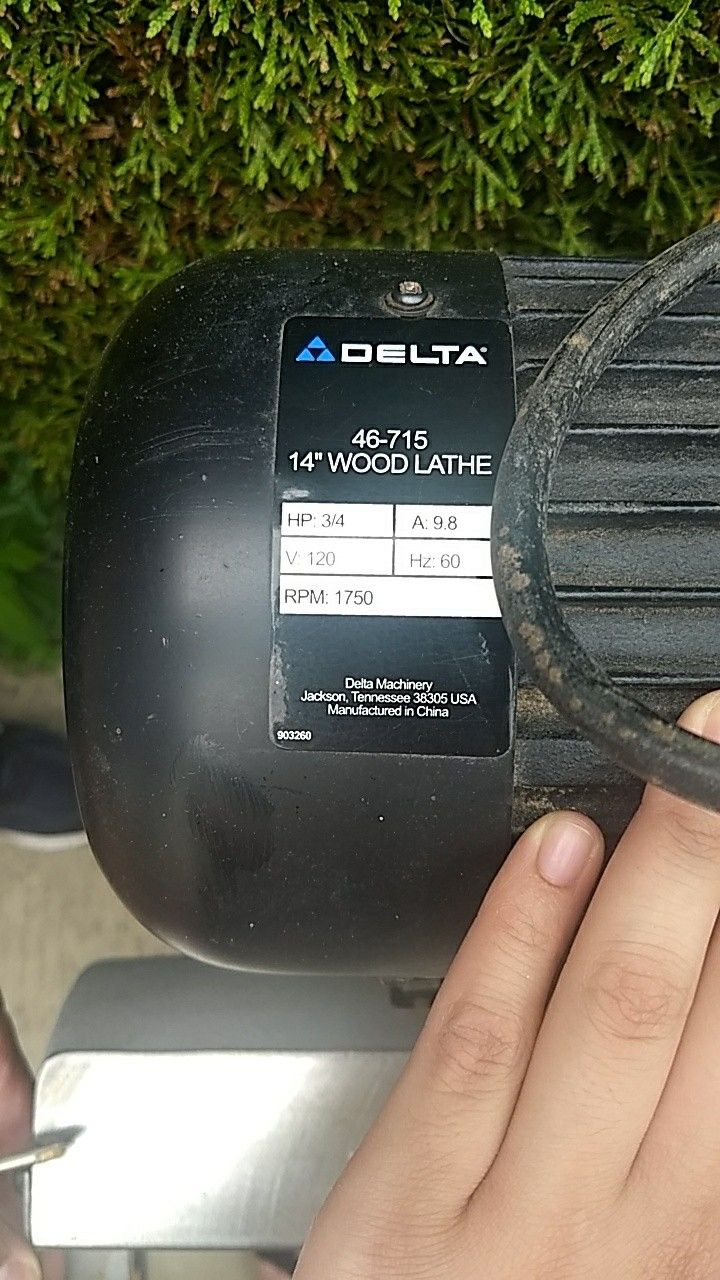 DELTA
46-715
14" WOOD LATHE
HP: 3/4 A: 9.8
V: 120 Hz: 60
RPM: 1750
Delta Machinery
Jackson, Tennessee 38305 USA
Manufactured in China
903260